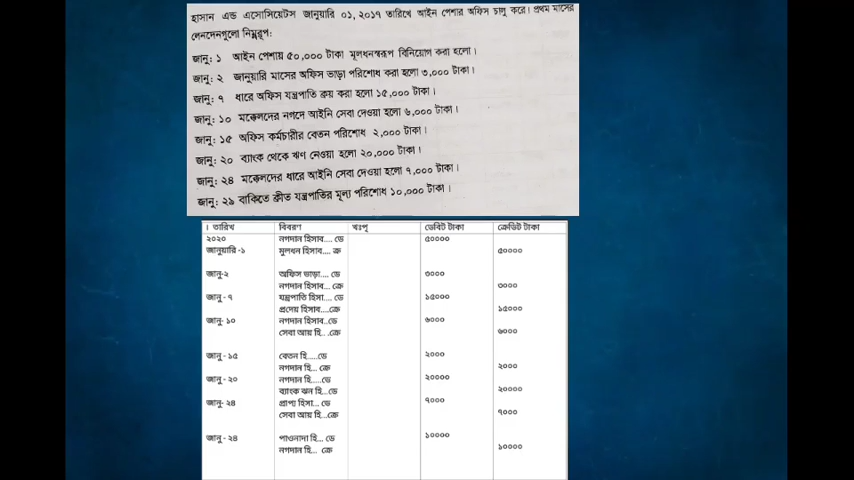 হাসান এন্ড এসোসিয়েটস জানুয়ারি ০১, ২০১৭ তারিখে আইন পেশার অফিস চালু করে। প্রথম মাসের
লেনদেনগুলো নিম্নরূপ:
জানু: ১ আইন পেশায় ৫০,০০০ টাকা মূলধনস্বরূপ বিনিয়োগ করা হলো।
জানু: ২ জানুয়ারি মাসের অফিস ভাড়া পরিশোধ করা হলো ৩,০০০ টাকা।
জানু: ৭ ধারে অফিস যন্ত্রপাতি ক্রয় করা হলো ১৫,০০০ টাকা।
জানু: ১০ মক্কেলদের নগদে আইনি সেবা দেওয়া হলো ৬,০০০ টাকা।
জানু: ১৫ অফিস কর্মচারীর বেতন পরিশোধ ২,০০০ টাকা।
জানু: ২০ ব্যাংক থেকে ঋণ নেওয়া হলো ২০,০০০ টাকা।
জানু: ২৪ মক্কেলদের ধারে আইনি সেবা দেওয়া হলো ৭,০০০ টাকা।
জানু: ২৯ বাকিতে ক্রীত যন্ত্রপাতির মূল্য পরিশোধ ১০,০০০ টাকা।
। তারিখ বিবরণ খঃপৃ ডেবিট টাকা ক্রেডিট টাকা
২০২০ নগদান হিসাব.... ডে ৫০০০০
জানুয়ারি -১ মুলধন হিসাব.... ক্র ৫০০০০
জানু-২ অফিস ভাড়া.... ডে ৩০০০
নগদান হিসাব... ক্রে ৩০০০
জানু - ৭ যন্ত্রপাতি হিসা.... ডে ১৫০০০
প্রদেয় হিসাব....ক্রে ১৫০০০
জানু- ১০ নগদান হিসাব..ডে ৬০০০
সেবা আয় হি.. .ক্রে ৬০০০
জানু - ১৫ বেতন হি.....ডে ২০০০
নগদান হি... ক্রে ২০০০
জানু - ২০ নগদান হি.....ডে ২০০০০
ব্যাংক ঋন হি...ক্রে ২০০০০
জানু- ২৪ প্রাপ্য হিসা... ডে ৭০০০
সেবা আয় হি...ক্রে ৭০০০
জানু - ২৪ পাওনাদা হি... ডে ১০০০০
নগদান হি... ক্রে ১০০০০